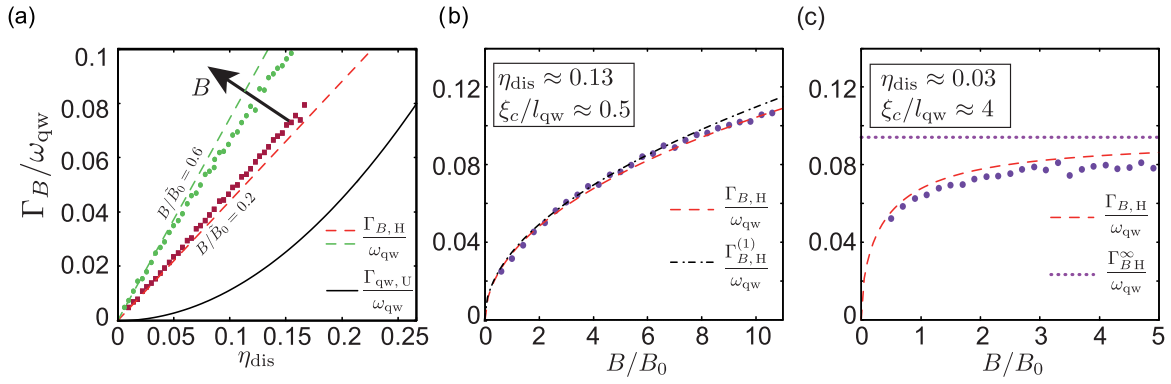 (a)
0.1
0.08
0.06
0.04
0.02
0
0
0.05
0.1
0.15
0.2
0.25
Γ_B/ω_qw
η_dis
B
B/B̄_0 = 0.6
B/B̄_0 = 0.2
Γ_{B,H}/ω_qw
Γ_{qw,U}/ω_qw
(b)
0.12
0.08
0.04
0
0
2
4
6
8
10
B/B_0
η_dis ≈ 0.13
ξ_c/l_qw ≈ 0.5
Γ_{B,H}/ω_qw
Γ_{B,H}^{(1)}/ω_qw
(c)
0.12
0.08
0.04
0
0
1
2
3
4
5
B/B_0
η_dis ≈ 0.03
ξ_c/l_qw ≈ 4
Γ_{B,H}/ω_qw
Γ_{B H}^∞/ω_qw